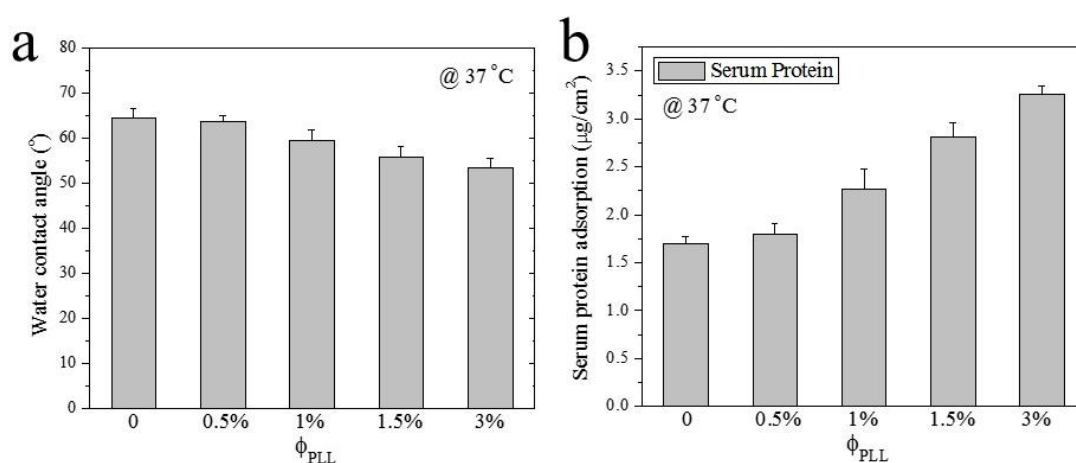 a
80
70
60
50
40
30
20
10
0
Water contact angle (°)
@ 37 °C
0 0.5% 1% 1.5% 3%
ϕPLL
b
3.5
3.0
2.5
2.0
1.5
1.0
0.5
0.0
Serum protein adsorption (μg/cm²)
Serum Protein
@ 37 °C
0 0.5% 1% 1.5% 3%
ϕPLL